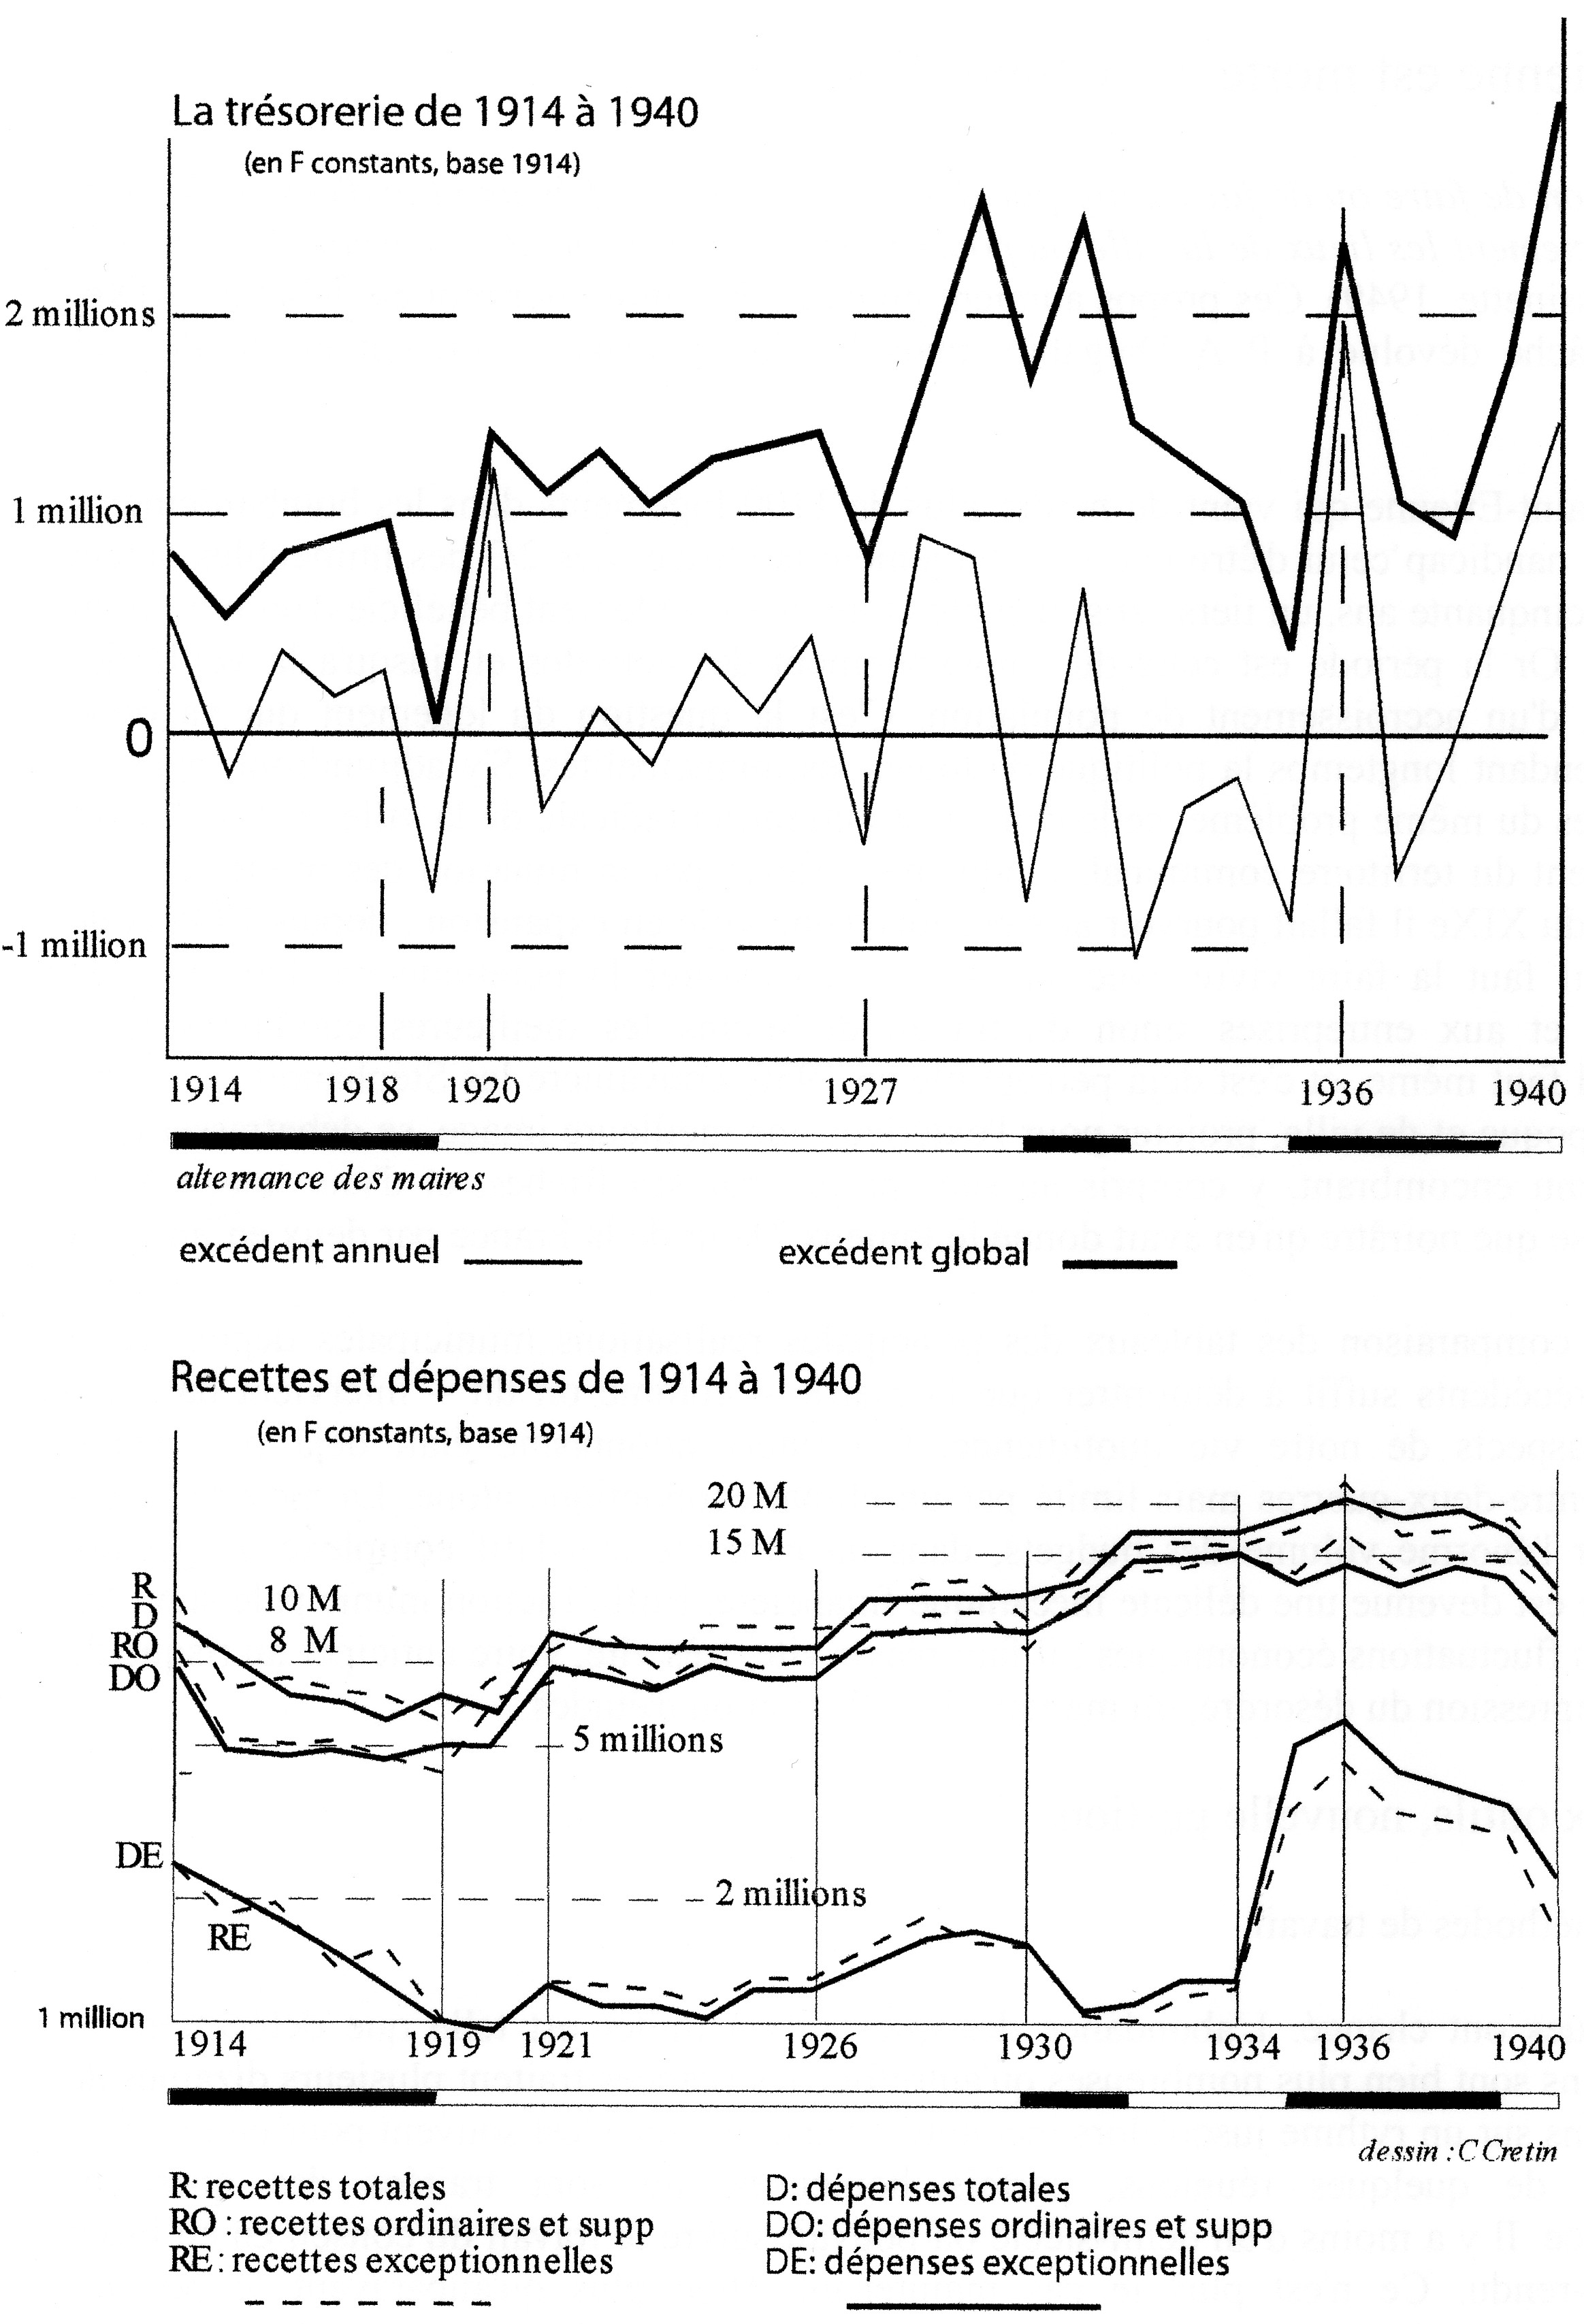 La trésorerie de 1914 à 1940
(en F constants, base 1914)
2 millions
1 million
0
-1 million
1914 1918 1920 1927 1936 1940
alternance des maires
excédent annuel excédent global
Recettes et dépenses de 1914 à 1940
(en F constants, base 1914)
20 M
15 M
R
D
RO
DO
10 M
8 M
5 millions
DE
2 millions
RE
1 million
1914 1919 1921 1926 1930 1934 1936 1940
dessin : C Cretin
R: recettes totales D: dépenses totales
RO : recettes ordinaires et supp DO: dépenses ordinaires et supp
RE : recettes exceptionnelles DE: dépenses exceptionnelles